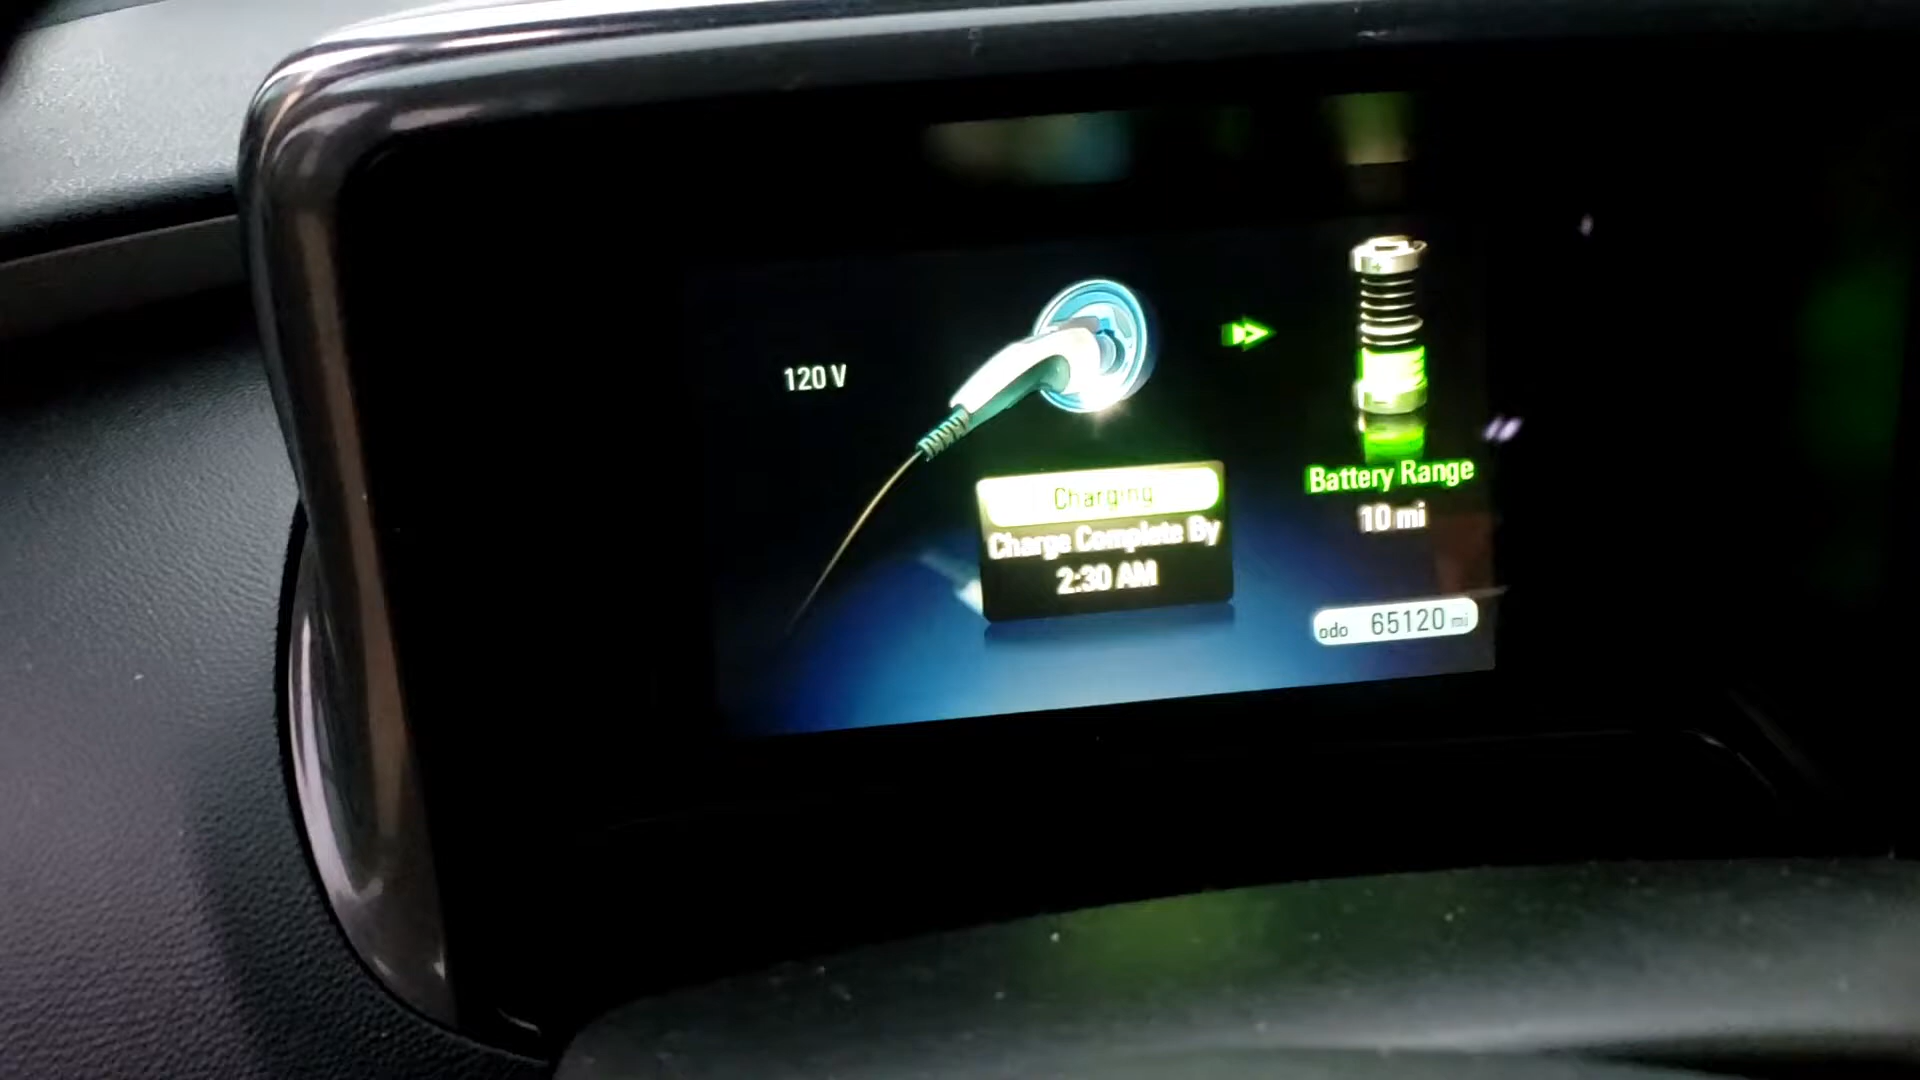 120 V
Charging
Charge Complete By
2:30 AM
Battery Range
10 mi
odo 65120 mi